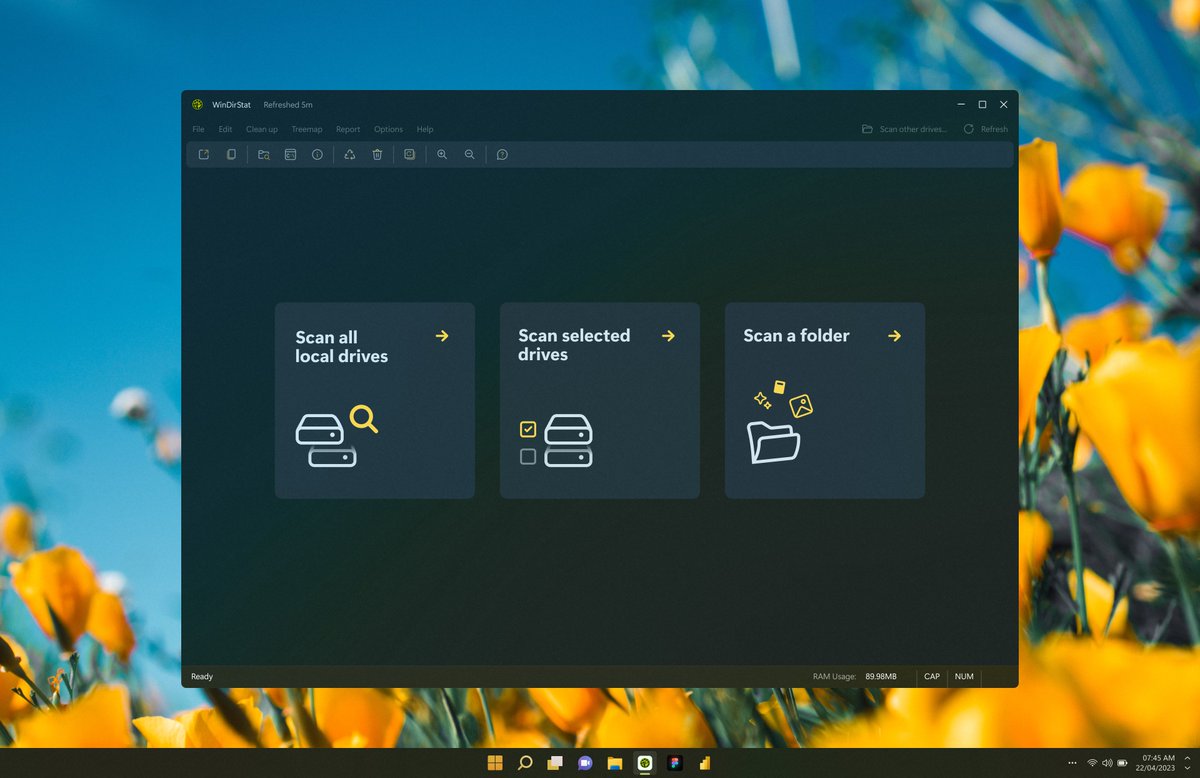 WinDirStat Refreshed 5m
File Edit Clean up Treemap Report Options Help Scan other drives... Refresh
Scan all
local drives
Scan selected
drives
Scan a folder
Ready RAM Usage: 89.98MB CAP NUM
07:45 AM
22/04/2023